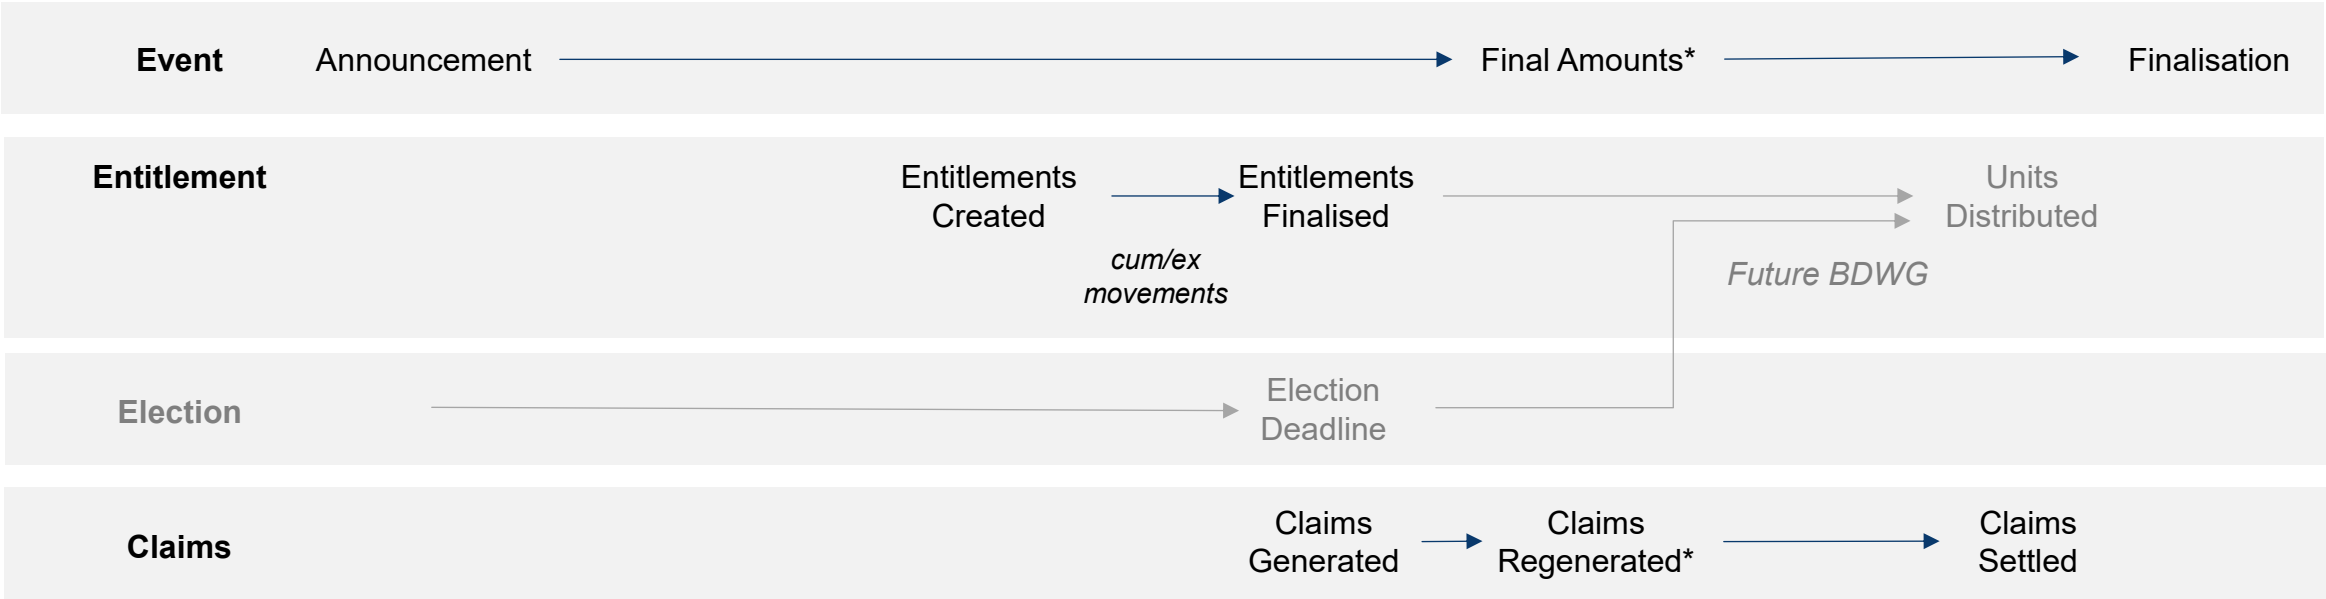 Event
Announcement
Final Amounts*
Finalisation
Entitlement
Entitlements
Created
cum/ex
movements
Entitlements
Finalised
Units
Distributed
Future BDWG
Election
Election
Deadline
Claims
Claims
Generated
Claims
Regenerated*
Claims
Settled